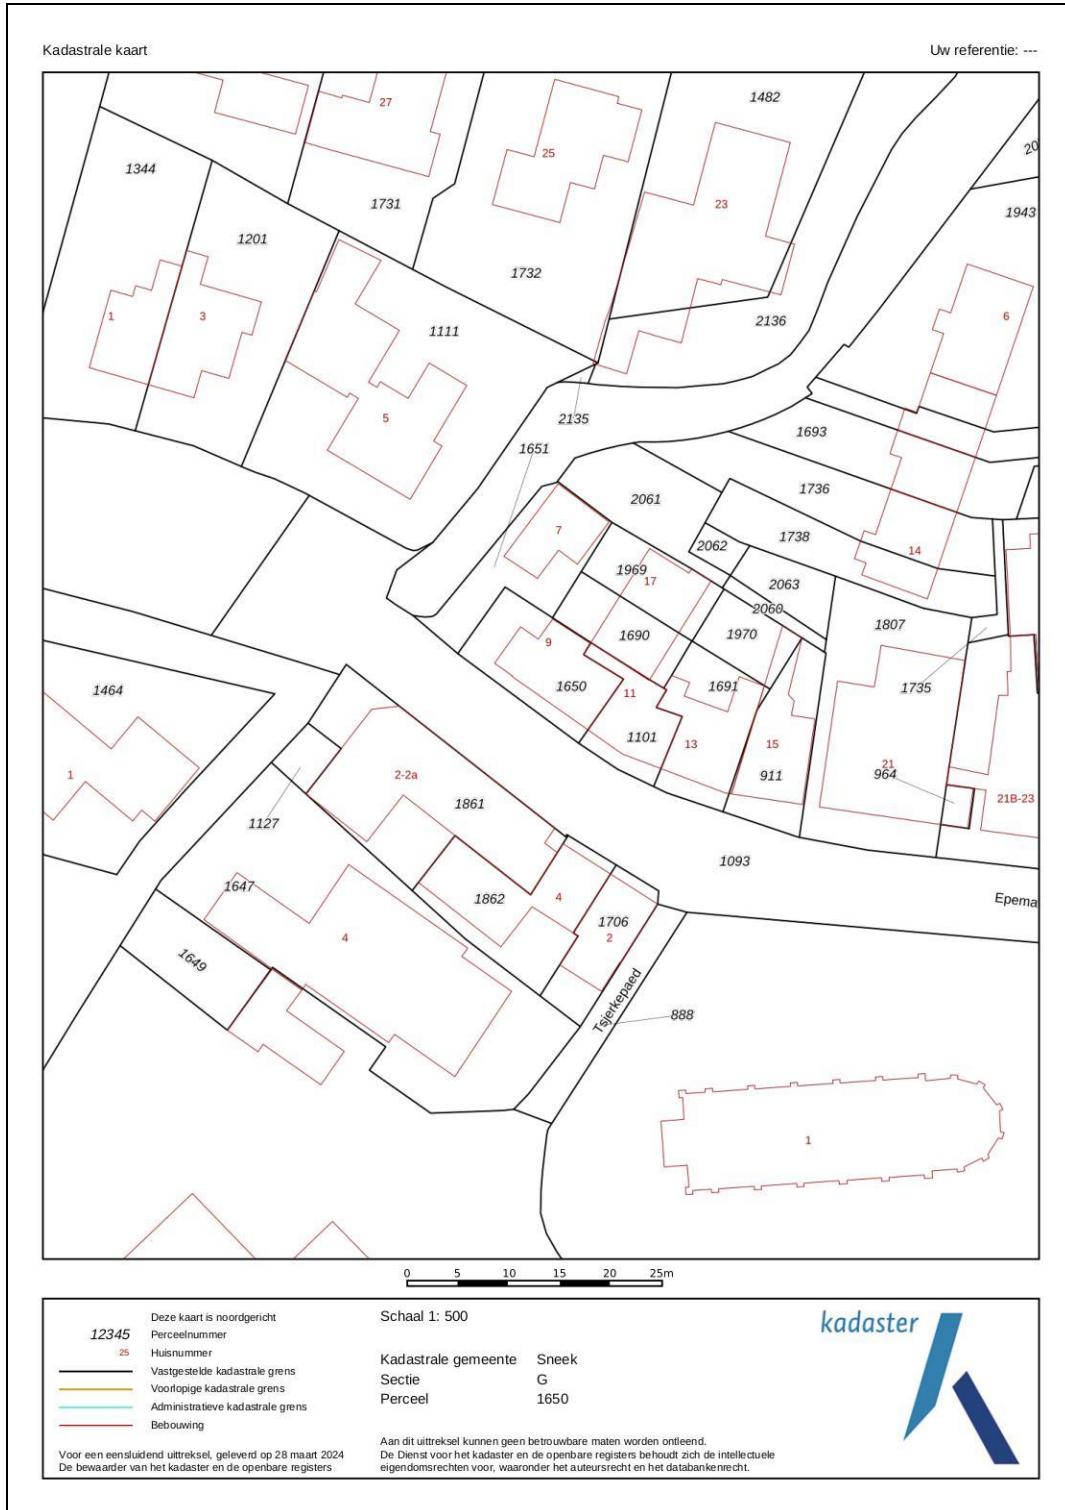 Kadastrale kaart
Uw referentie: ---
1482
27
25
1344
1731
23
1943
1201
1732
1
3
1111
2136
6
5
2135
1651
1693
1736
2061
7
1738
14
2062
1969
17
2063
2060
1690
1970
1807
9
1464
1650
11
1691
1735
1101
13
15
1
2-2a
911
21
964
1861
21B-23
1127
1093
1647
1862
4
Epema
1706
4
2
1649
Tsjerkepaed
888
1
0 5 10 15 20 25m
Deze kaart is noordgericht
12345 Perceelnummer
25 Huisnummer
Vastgestelde kadastrale grens
Voorlopige kadastrale grens
Administratieve kadastrale grens
Bebouwing
Voor een eensluidend uittreksel, geleverd op 28 maart 2024
De bewaarder van het kadaster en de openbare registers
Schaal 1: 500
Kadastrale gemeente Sneek
Sectie G
Perceel 1650
Aan dit uittreksel kunnen geen betrouwbare maten worden ontleend.
De Dienst voor het kadaster en de openbare registers behoudt zich de intellectuele
eigendomsrechten voor, waaronder het auteursrecht en het databankenrecht.
kadaster